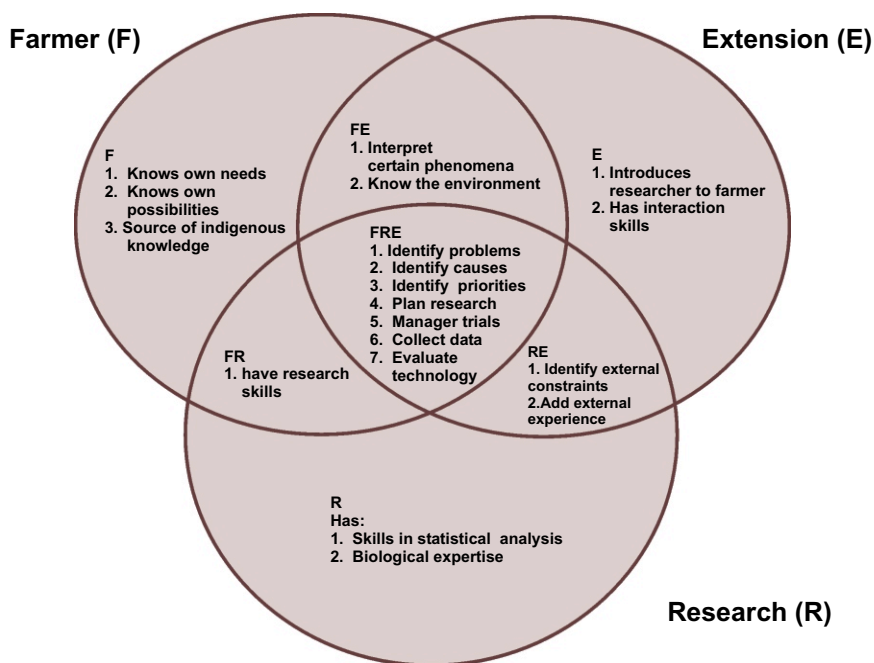 Farmer (F)
Extension (E)
F
1. Knows own needs
2. Knows own
possibilities
3. Source of indigenous
knowledge
FE
1. Interpret
certain phenomena
2. Know the environment
E
1. Introduces
researcher to farmer
2. Has interaction
skills
FRE
1. Identify problems
2. Identify causes
3. Identify priorities
4. Plan research
5. Manager trials
6. Collect data
7. Evaluate
technology
FR
1. have research
skills
RE
1. Identify external
constraints
2.Add external
experience
R
Has:
1. Skills in statistical analysis
2. Biological expertise
Research (R)